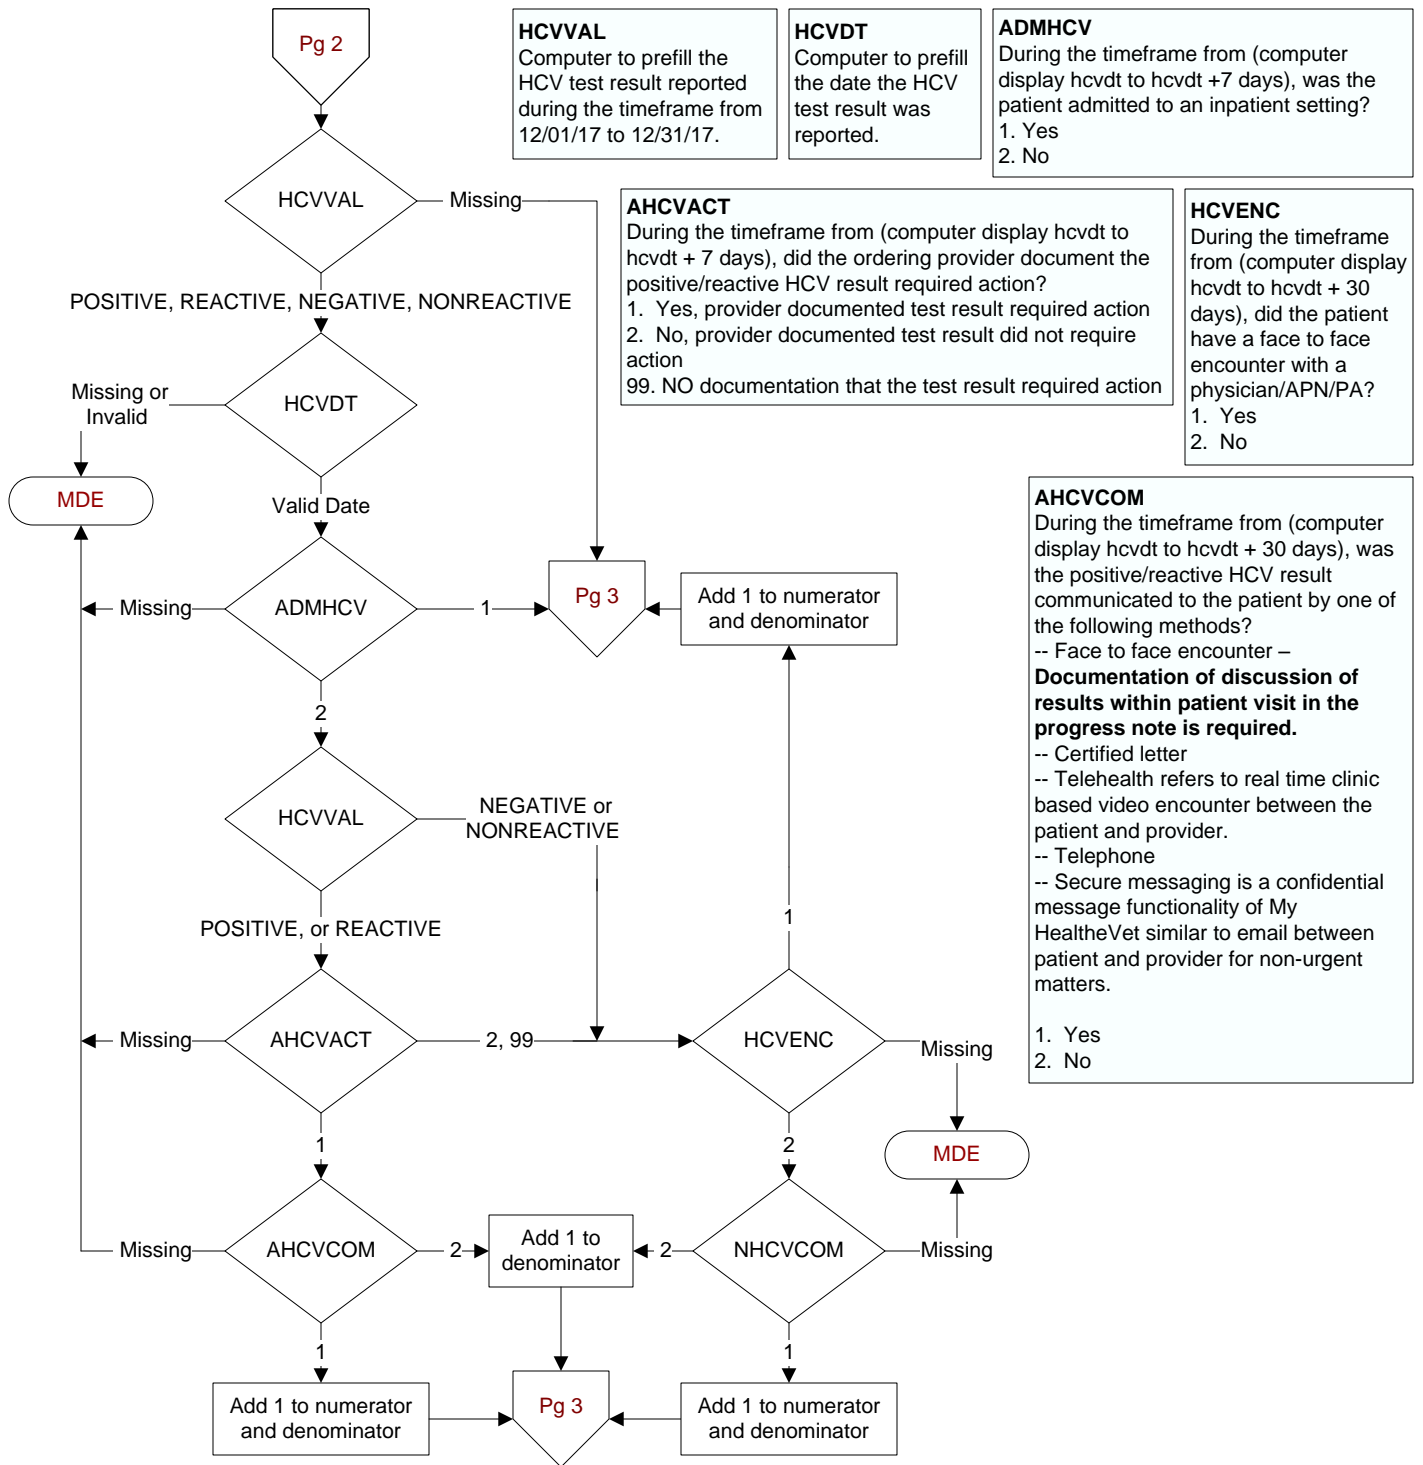 Pg 2
HCVVAL
Computer to prefill the
HCV test result reported
during the timeframe from
12/01/17 to 12/31/17.
HCVDT
Computer to prefill
the date the HCV
test result was
reported.
ADMHCV
During the timeframe from (computer
display hcvdt to hcvdt +7 days), was the
patient admitted to an inpatient setting?
1. Yes
2. No
HCVVAL
Missing
AHCVACT
During the timeframe from (computer display hcvdt to
hcvdt + 7 days), did the ordering provider document the
positive/reactive HCV result required action?
1.  Yes, provider documented test result required action
2.  No, provider documented test result did not require
action
99. NO documentation that the test result required action
HCVENC
During the timeframe
from (computer display
hcvdt to hcvdt + 30
days), did the patient
have a face to face
encounter with a
physician/APN/PA?
1.  Yes
2.  No
POSITIVE, REACTIVE, NEGATIVE, NONREACTIVE
Missing or
Invalid
HCVDT
MDE
Valid Date
AHCVCOM
During the timeframe from (computer
display hcvdt to hcvdt + 30 days), was
the positive/reactive HCV result
communicated to the patient by one of
the following methods?
-- Face to face encounter –
Documentation of discussion of
results within patient visit in the
progress note is required.
-- Certified letter
-- Telehealth refers to real time clinic
based video encounter between the
patient and provider.
-- Telephone
-- Secure messaging is a confidential
message functionality of My
HealtheVet similar to email between
patient and provider for non-urgent
matters.
1.  Yes
2.  No
Missing
ADMHCV
1
Pg 3
Add 1 to numerator
and denominator
2
HCVVAL
NEGATIVE or
NONREACTIVE
POSITIVE, or REACTIVE
1
Missing
AHCVACT
2, 99
HCVENC
Missing
1
2
MDE
Missing
AHCVCOM
2
Add 1 to
denominator
2
NHCVCOM
Missing
1
1
Add 1 to numerator
and denominator
Pg 3
Add 1 to numerator
and denominator